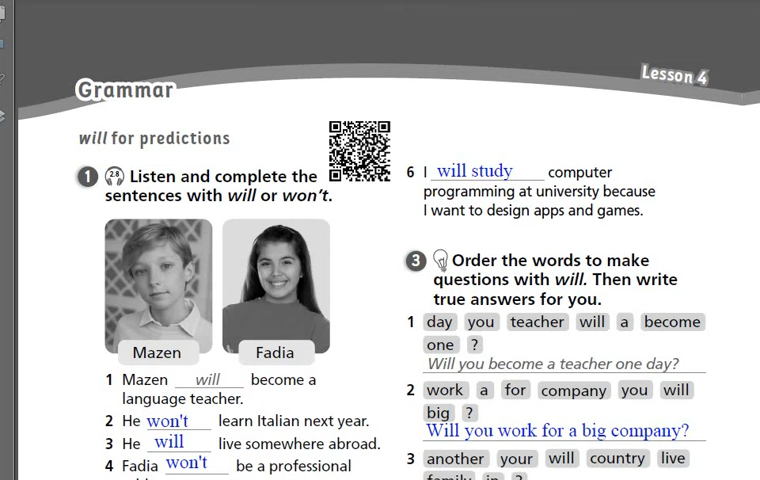 Grammar
Lesson 4
will for predictions
1 2.8 Listen and complete the
sentences with will or won't.
Mazen
Fadia
1 Mazen will become a
language teacher.
2 He won't learn Italian next year.
3 He will live somewhere abroad.
4 Fadia won't be a professional
6 I will study computer
programming at university because
I want to design apps and games.
3 Order the words to make
questions with will. Then write
true answers for you.
1 day you teacher will a become
one ?
Will you become a teacher one day?
2 work a for company you will
big ?
Will you work for a big company?
3 another your will country live
family in ?